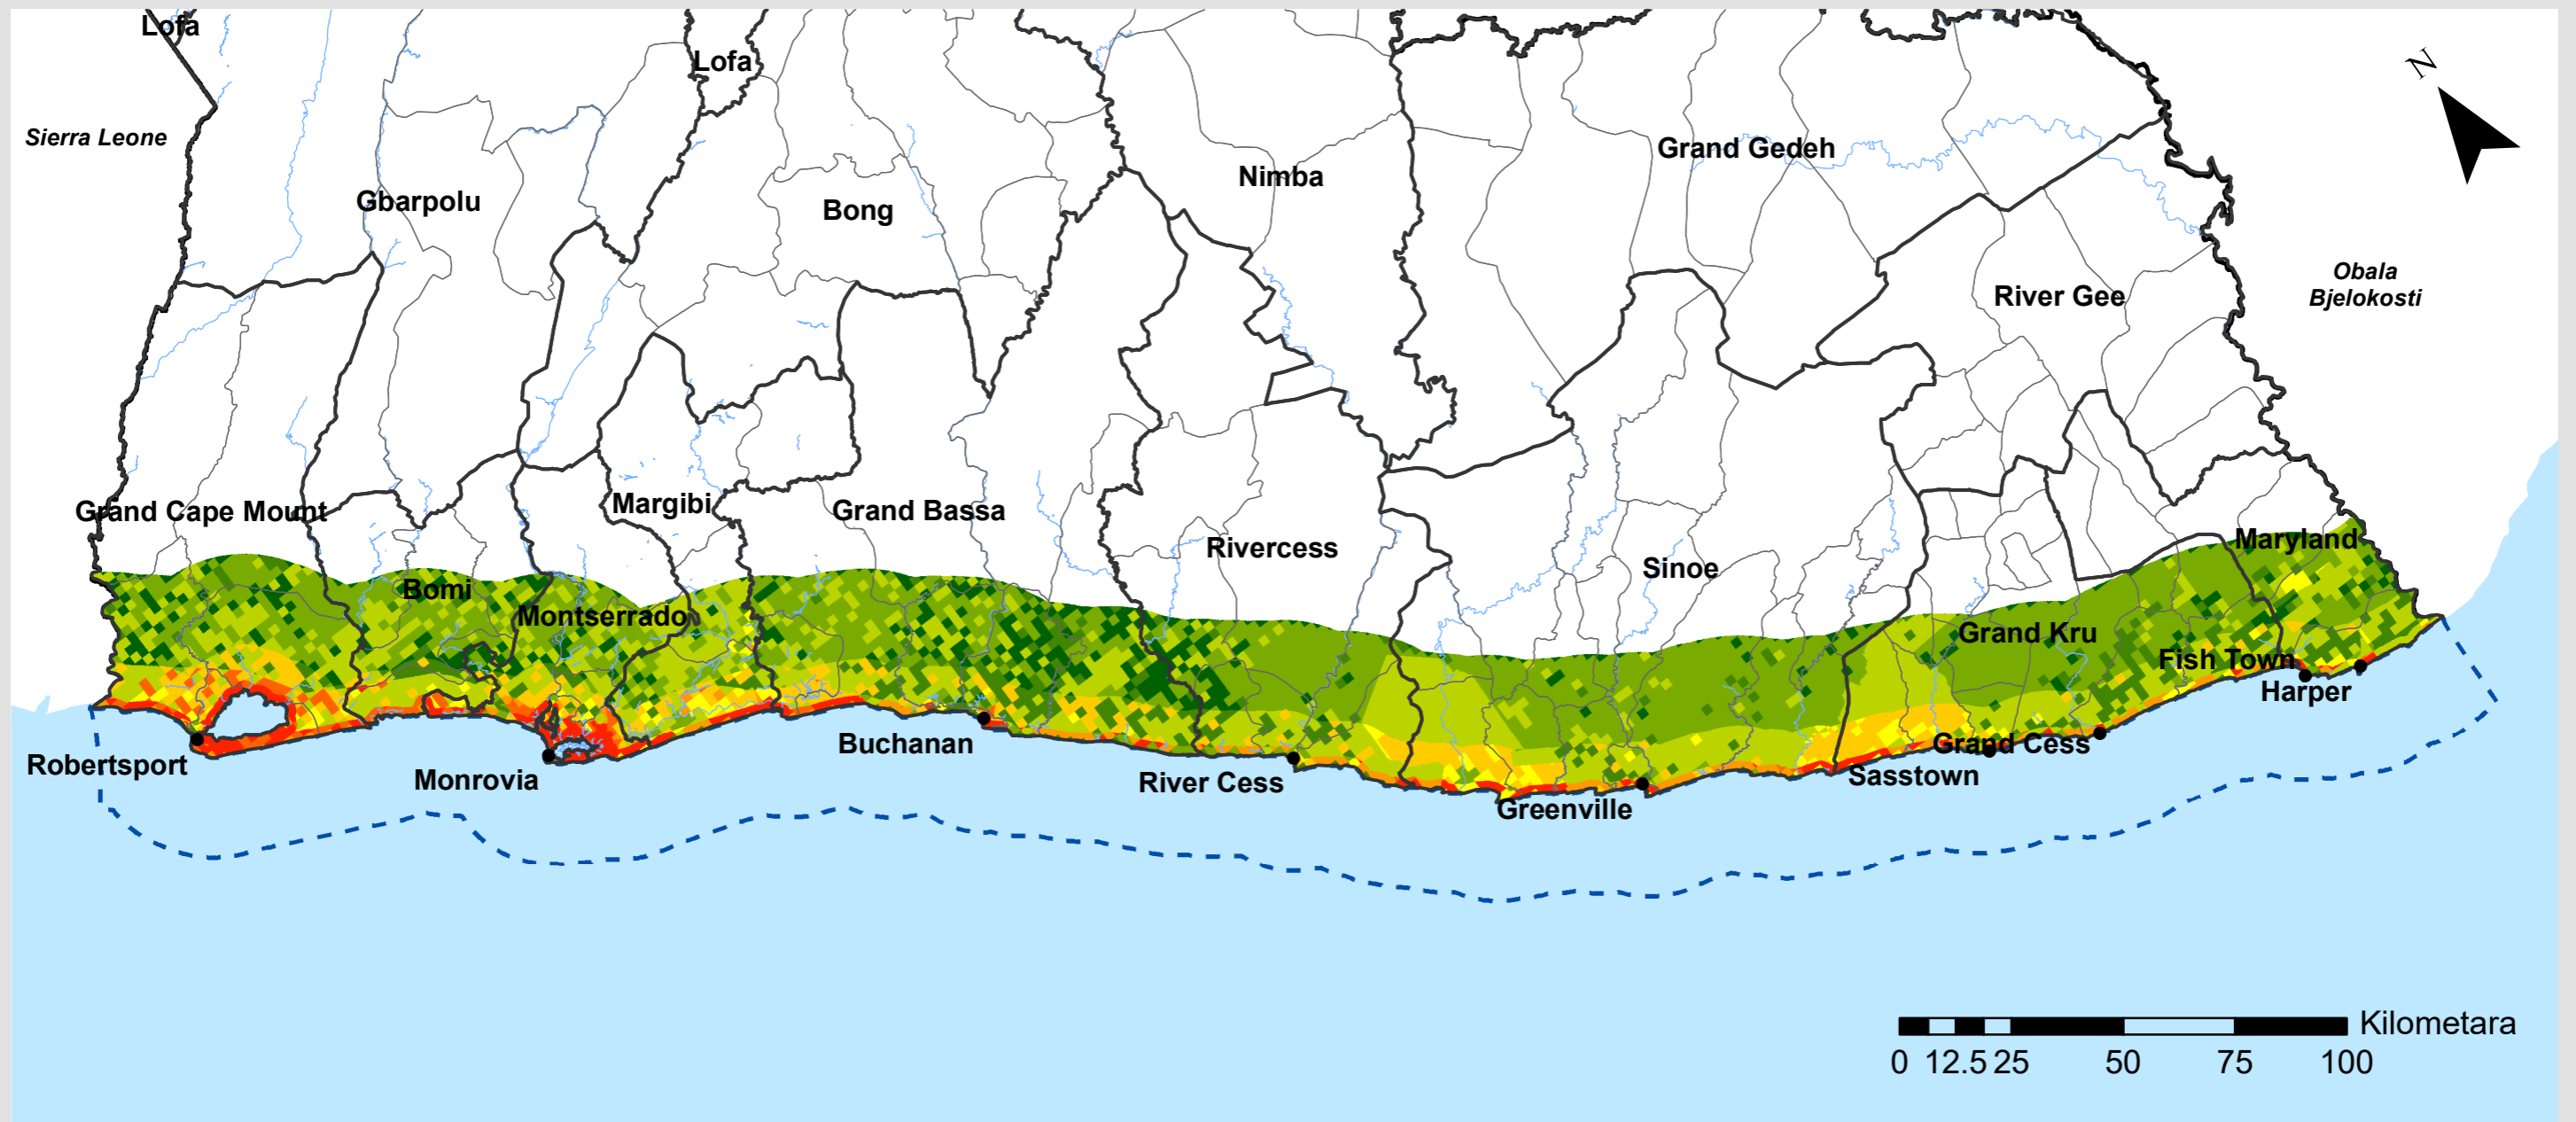 Lofa
Lofa
N
Sierra Leone
Grand Gedeh
Nimba
Gbarpolu
Bong
Obala
Bjelokosti
River Gee
Grand Cape Mount
Margibi
Grand Bassa
Rivercess
Maryland
Sinoe
Bomi
Montserrado
Grand Kru
Fish Town
Harper
Robertsport
Monrovia
Buchanan
Grand Cess
River Cess
Sasstown
Greenville
Kilometara
0 12.5 25 50 75 100